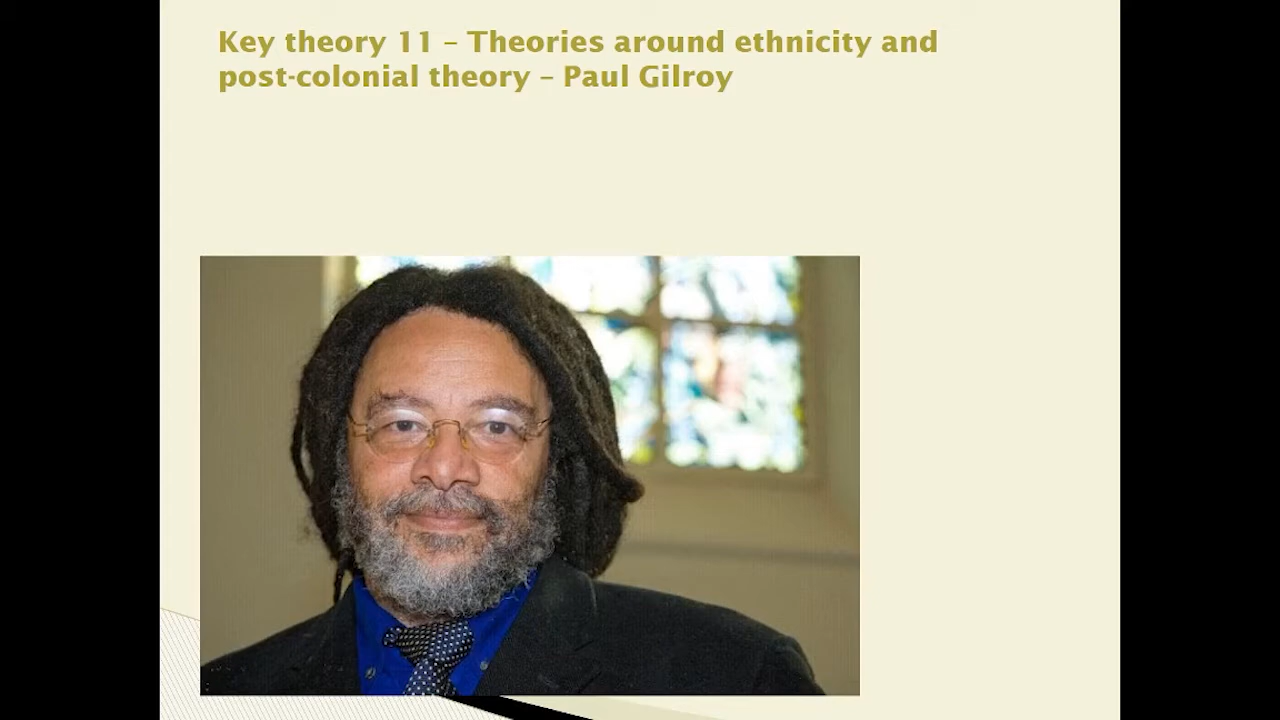 Key theory 11 – Theories around ethnicity and
post-colonial theory – Paul Gilroy